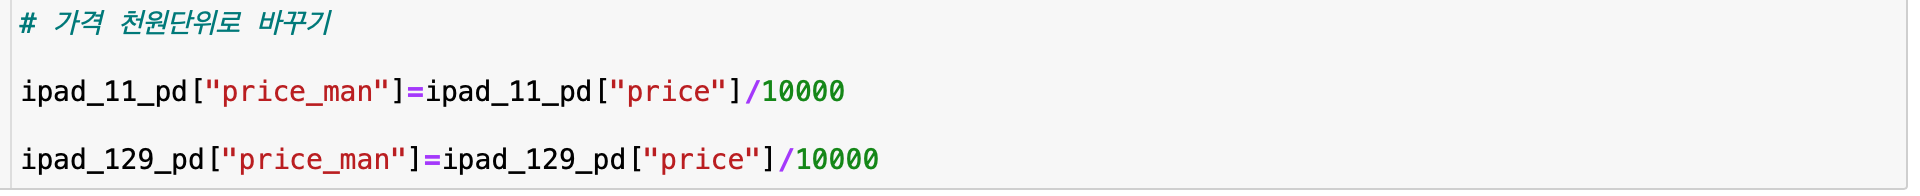 # 가격 천원단위로 바꾸기
ipad_11_pd["price_man"]=ipad_11_pd["price"]/10000
ipad_129_pd["price_man"]=ipad_129_pd["price"]/10000